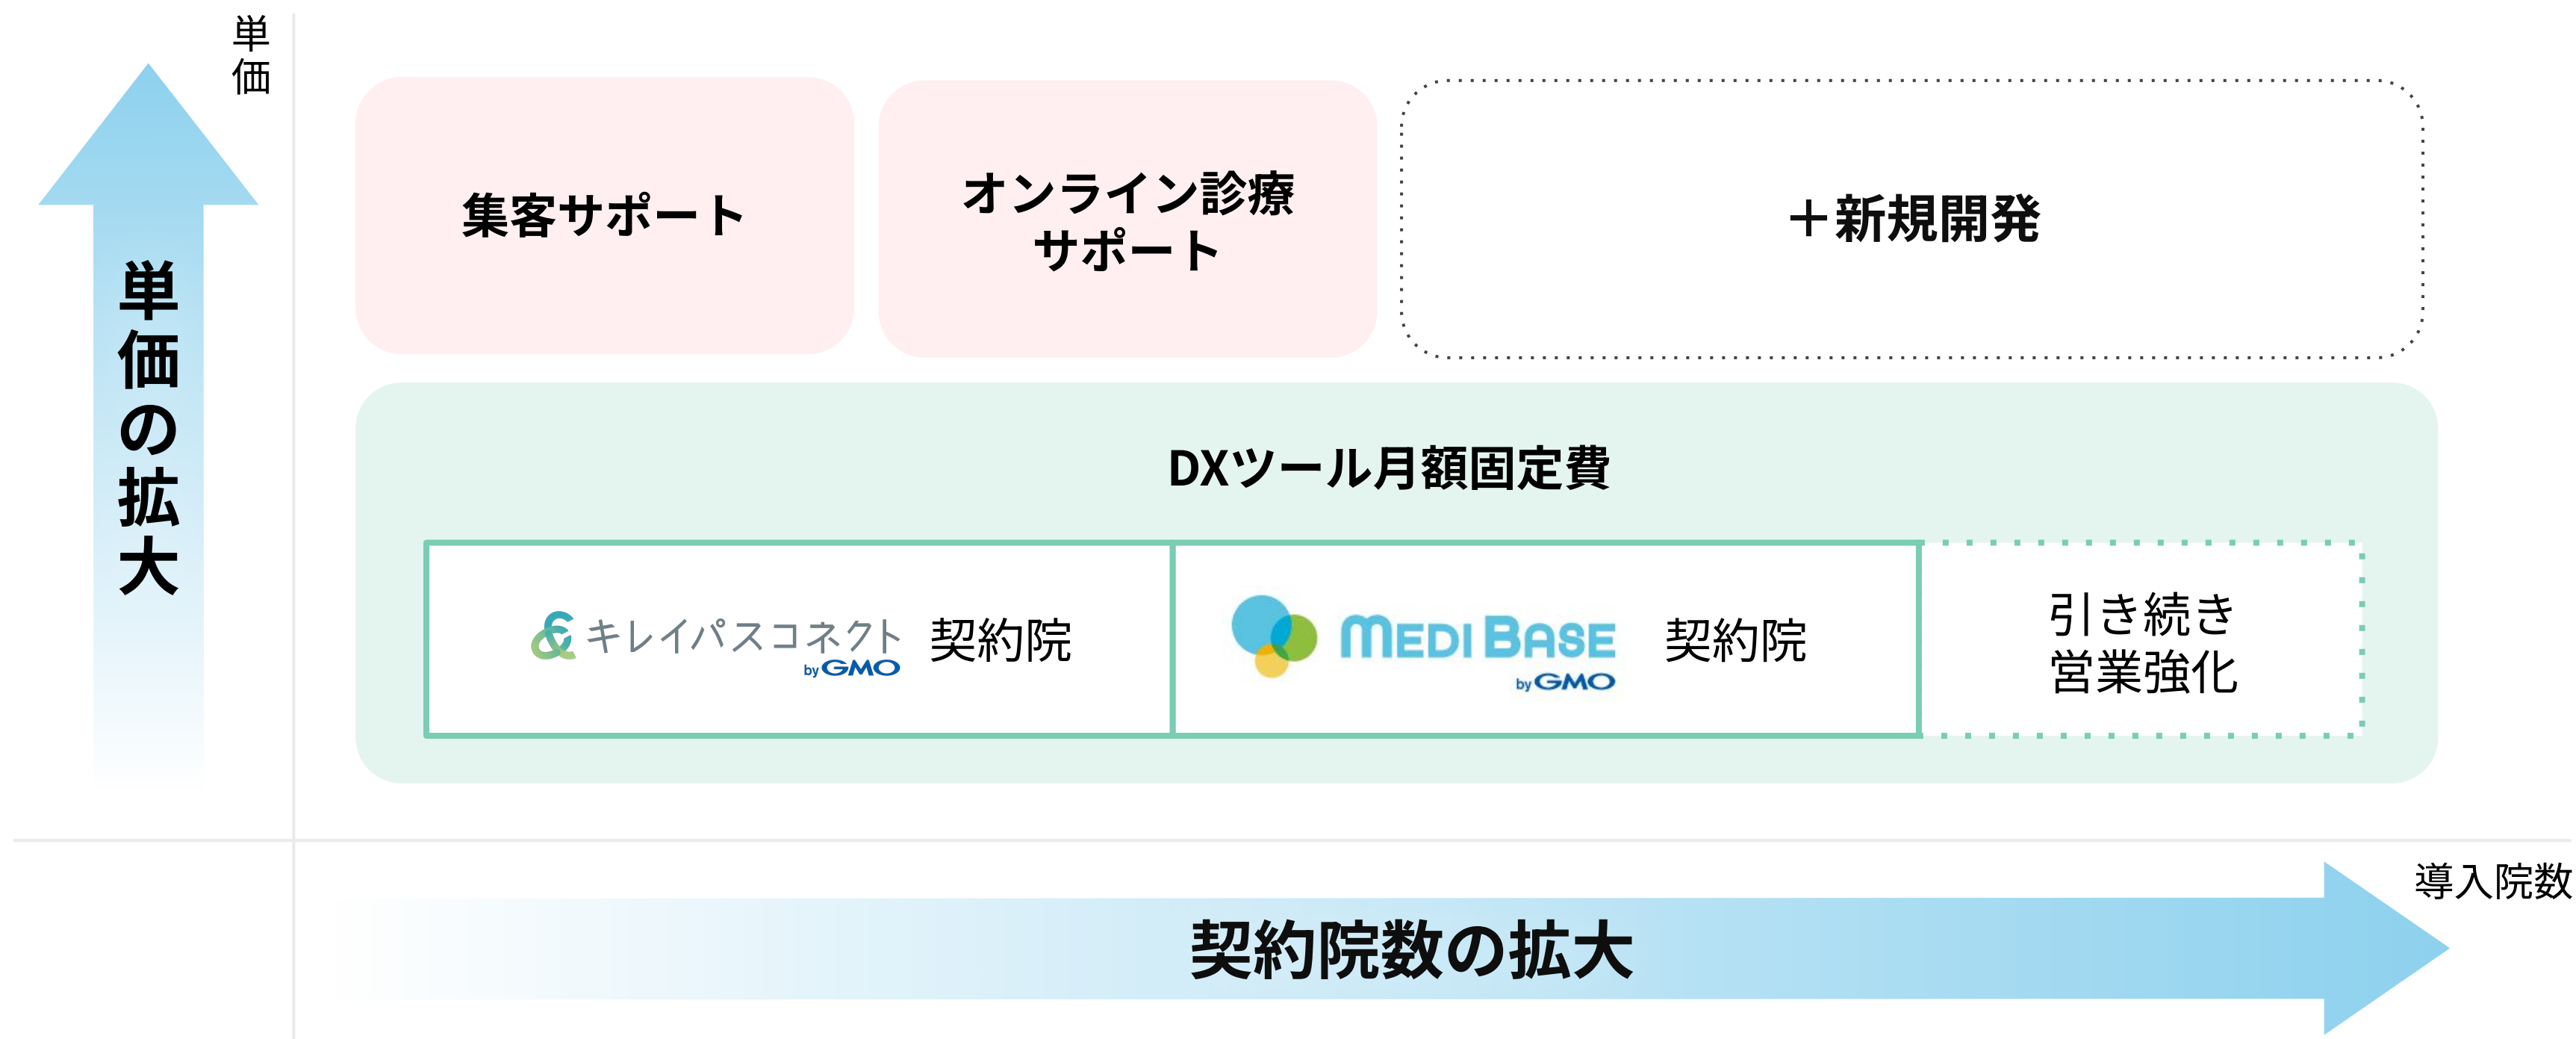 単価
単価の拡大
集客サポート
オンライン診療
サポート
＋新規開発
DXツール月額固定費
キレイパスコネクト
by GMO
契約院
MEDI BASE
by GMO
契約院
引き続き
営業強化
導入院数
契約院数の拡大